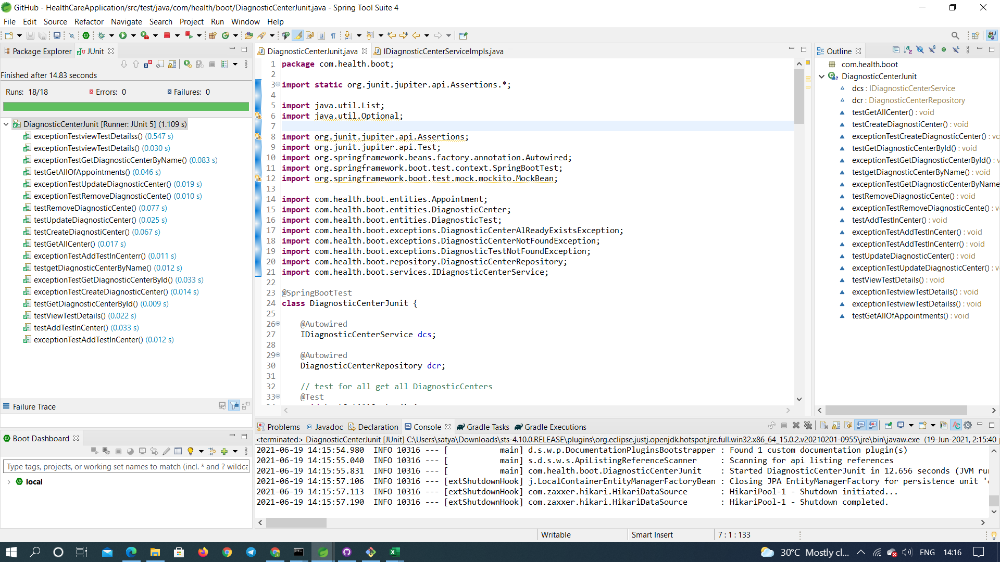 GitHub - HealthCareApplication/src/test/java/com/health/boot/DiagnosticCenterJunit.java - Spring Tool Suite 4
File Edit Source Refactor Navigate Search Project Run Window Help
Package Explorer JUnit
Finished after 14.83 seconds
Runs: 18/18 Errors: 0 Failures: 0
DiagnosticCenterJunit [Runner: JUnit 5] (1.109 s)
exceptionTestviewTestDetailss() (0.547 s)
exceptionTestviewTestDetails() (0.030 s)
exceptionTestGetDiagnosticCenterByName() (0.083 s)
testGetAllOfAppointments() (0.046 s)
exceptionTestUpdateDiagnosticCenter() (0.019 s)
exceptionTestRemoveDiagnosticCente() (0.010 s)
testRemoveDiagnosticCente() (0.077 s)
testUpdateDiagnosticCenter() (0.025 s)
testCreateDiagnostiCenter() (0.067 s)
testGetAllCenter() (0.017 s)
exceptionTestAddTestInCenterr() (0.011 s)
testgetDiagnosticCenterByName() (0.012 s)
exceptionTestGetDiagnosticCenterById() (0.033 s)
exceptionTestCreateDiagnosticCenter() (0.014 s)
testGetDiagnosticCenterById() (0.009 s)
testViewTestDetails() (0.022 s)
testAddTestInCenter() (0.033 s)
exceptionTestAddTestInCenter() (0.012 s)
Failure Trace
Boot Dashboard
Type tags, projects, or working set names to match (incl. * and ? wildca
local
DiagnosticCenterJunit.java IDiagnosticCenterServiceImpls.java
1 package com.health.boot;
2
3 import static org.junit.jupiter.api.Assertions.*;
4
5 import java.util.List;
6 import java.util.Optional;
7
8 import org.junit.jupiter.api.Assertions;
9 import org.junit.jupiter.api.Test;
10 import org.springframework.beans.factory.annotation.Autowired;
11 import org.springframework.boot.test.context.SpringBootTest;
12 import org.springframework.boot.test.mock.mockito.MockBean;
13
14 import com.health.boot.entities.Appointment;
15 import com.health.boot.entities.DiagnosticCenter;
16 import com.health.boot.entities.DiagnosticTest;
17 import com.health.boot.exceptions.DiagnosticCenterAlReadyExistsException;
18 import com.health.boot.exceptions.DiagnosticCenterNotFoundException;
19 import com.health.boot.exceptions.DiagnosticTestNotFoundException;
20 import com.health.boot.repository.DiagnosticCenterRepository;
21 import com.health.boot.services.IDiagnosticCenterService;
22
23 @SpringBootTest
24 class DiagnosticCenterJunit {
25
26 @Autowired
27 IDiagnosticCenterService dcs;
28
29 @Autowired
30 DiagnosticCenterRepository dcr;
31
32 // test for all get all DiagnosticCenters
33 @Test
Outline
com.health.boot
DiagnosticCenterJunit
dcs : IDiagnosticCenterService
dcr : DiagnosticCenterRepository
testGetAllCenter() : void
testCreateDiagnostiCenter() : void
exceptionTestCreateDiagnosticCenter() : vo
testGetDiagnosticCenterById() : void
exceptionTestGetDiagnosticCenterById() : v
testgetDiagnosticCenterByName() : void
exceptionTestGetDiagnosticCenterByName
testRemoveDiagnosticCente() : void
exceptionTestRemoveDiagnosticCente() : v
testAddTestInCenter() : void
exceptionTestAddTestInCenter() : void
exceptionTestAddTestInCenterr() : void
testUpdateDiagnosticCenter() : void
exceptionTestUpdateDiagnosticCenter() : v
testViewTestDetails() : void
exceptionTestviewTestDetails() : void
exceptionTestviewTestDetailss() : void
testGetAllOfAppointments() : void
Problems Javadoc Declaration Console Gradle Tasks Gradle Executions
<terminated> DiagnosticCenterJunit [JUnit] C:\Users\satya\Downloads\sts-4.10.0.RELEASE\plugins\org.eclipse.justj.openjdk.hotspot.jre.full.win32.x86_64_15.0.2.v20210201-0955\jre\bin\javaw.exe (19-Jun-2021, 2:15:40
2021-06-19 14:15:54.980 INFO 10316 --- [ main] d.s.w.p.DocumentationPluginsBootstrapper : Found 1 custom documentation plugin(s)
2021-06-19 14:15:55.040 INFO 10316 --- [ main] s.d.s.w.s.ApiListingReferenceScanner : Scanning for api listing references
2021-06-19 14:15:55.831 INFO 10316 --- [ main] com.health.boot.DiagnosticCenterJunit : Started DiagnosticCenterJunit in 12.656 seconds (JVM ru
2021-06-19 14:15:57.106 INFO 10316 --- [extShutdownHook] j.LocalContainerEntityManagerFactoryBean : Closing JPA EntityManagerFactory for persistence unit '
2021-06-19 14:15:57.113 INFO 10316 --- [extShutdownHook] com.zaxxer.hikari.HikariDataSource : HikariPool-1 - Shutdown initiated...
2021-06-19 14:15:57.190 INFO 10316 --- [extShutdownHook] com.zaxxer.hikari.HikariDataSource : HikariPool-1 - Shutdown completed.
Writable Smart Insert 7 : 1 : 133
30°C Mostly cl... ENG 14:16